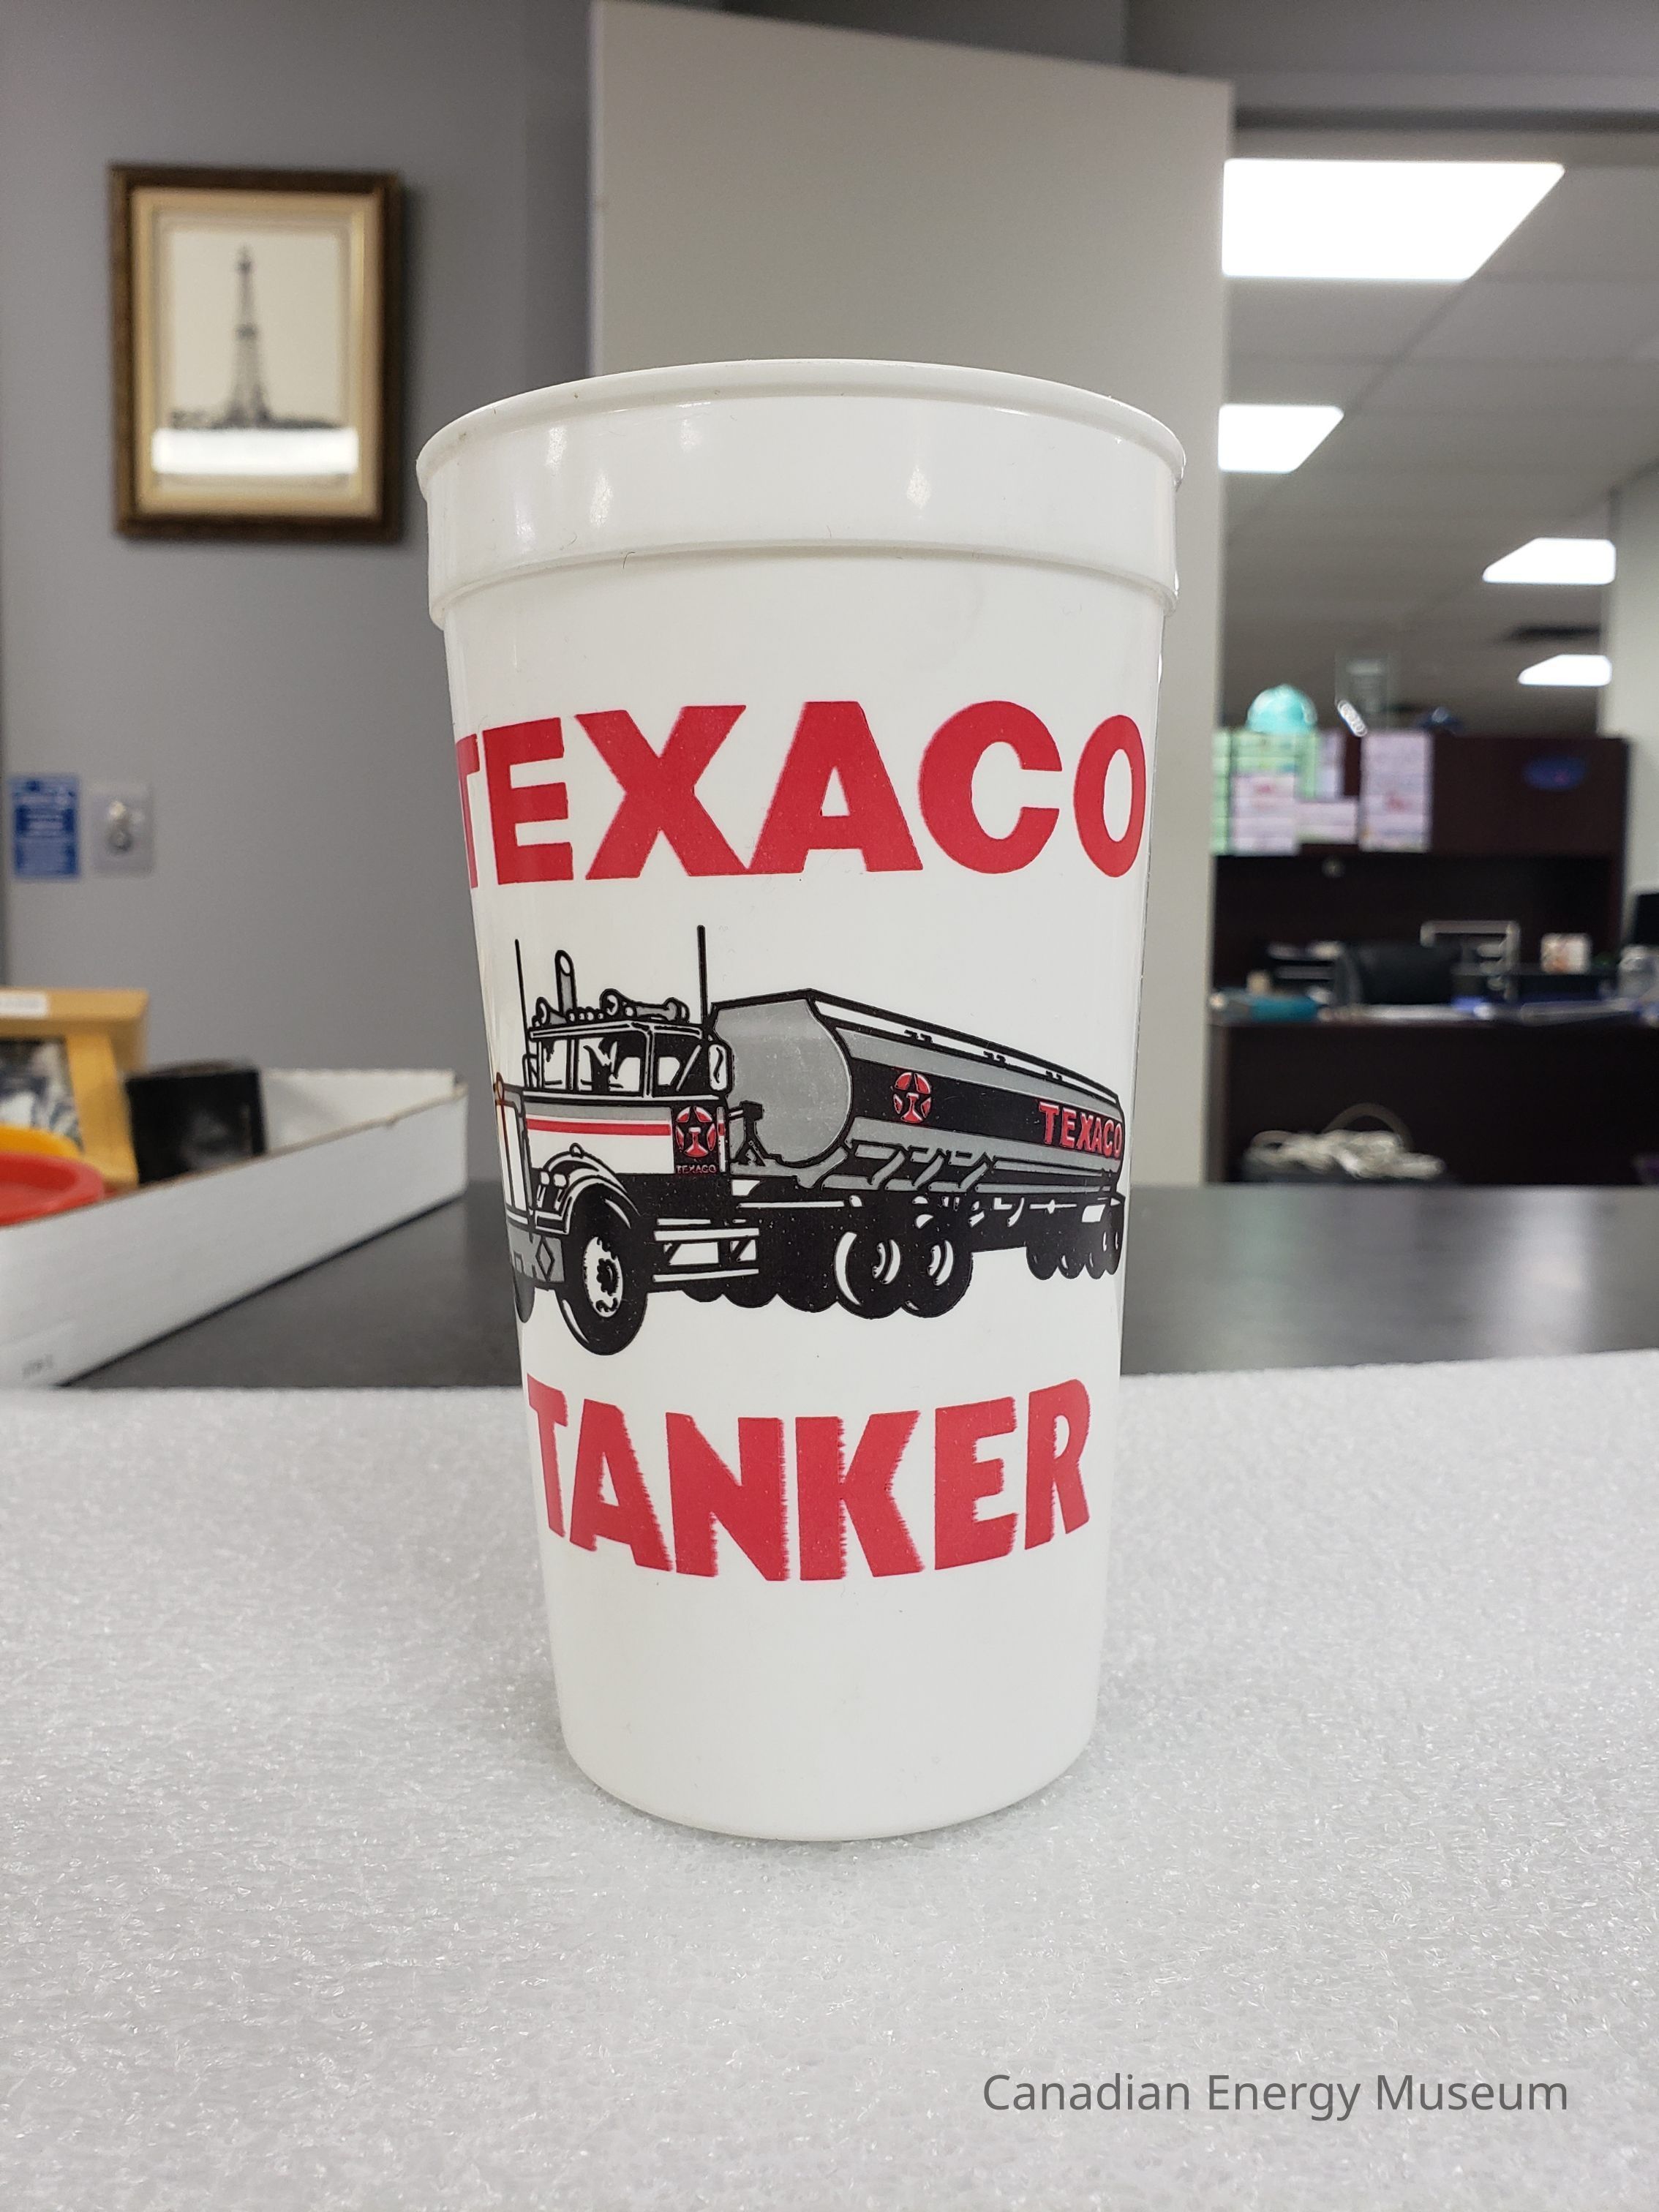 TEXACO
TEXACO
TEXACO
TANKER
Canadian Energy Museum